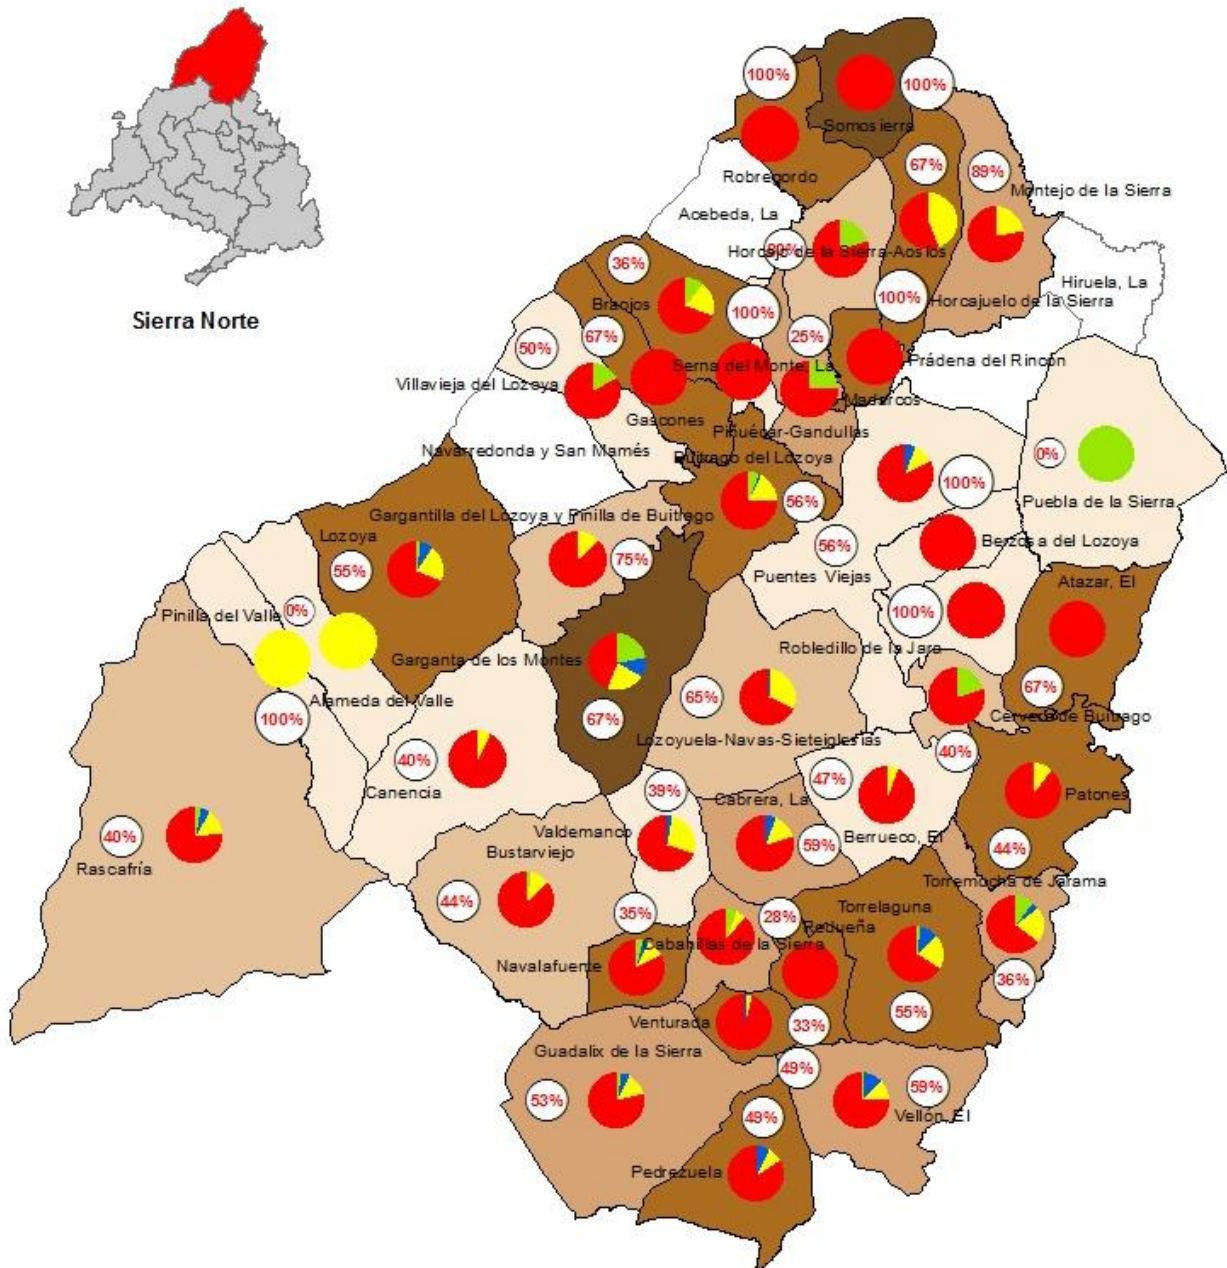 100%
100%
Somosierra
67%
89%
Robregordo
Montejo de la Sierra
Acebeda, La
80%
Horcajo de la Sierra-Aoslos
36%
Hiruela, La
Sierra Norte
Braojos
100%
100%
Horcajuelo de la Sierra
50%
67%
25%
Serna del Monte, La
Prádena del Rincón
Villavieja del Lozoya
Madarcos
Gascones
Piñuécar-Gandullas
Navarredonda y San Mamés
Buitrago del Lozoya
0%
100%
Puebla de la Sierra
Gargantilla del Lozoya y Pinilla de Buitrago
56%
Lozoya
Berzosa del Lozoya
55%
75%
56%
Puentes Viejas
Atazar, El
Pinilla del Valle
0%
100%
Robledillo de la Jara
Garganta de los Montes
67%
65%
Alameda del Valle
100%
67%
Cervera de Buitrago
Lozoyuela-Navas-Sieteiglesias
40%
40%
Canencia
39%
47%
Patones
Cabrera, La
Valdemanco
40%
Berrueco, El
59%
44%
Bustarviejo
Rascafría
Torremocha de Jarama
44%
35%
28%
Torrelaguna
Redueña
Cabanillas de la Sierra
Navalafuente
36%
55%
Venturada
33%
Guadalix de la Sierra
49%
59%
53%
49%
Vellón, El
Pedrezuela